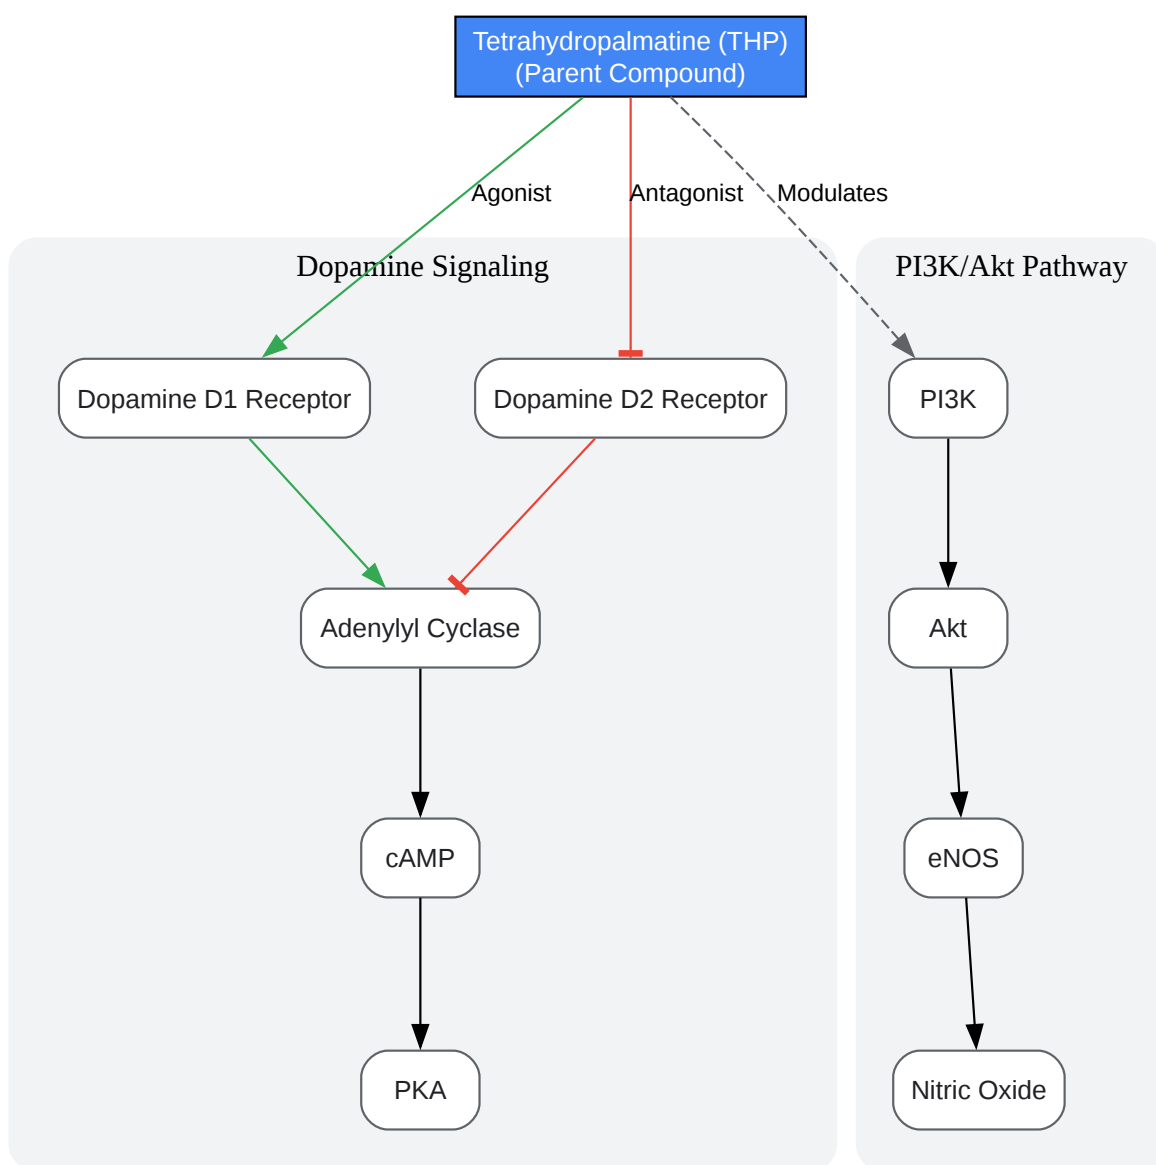 Tetrahydropalmatine (THP)
(Parent Compound)
Agonist
Antagonist
Modulates
Dopamine Signaling
PI3K/Akt Pathway
Dopamine D1 Receptor
Dopamine D2 Receptor
PI3K
Adenylyl Cyclase
Akt
cAMP
eNOS
PKA
Nitric Oxide